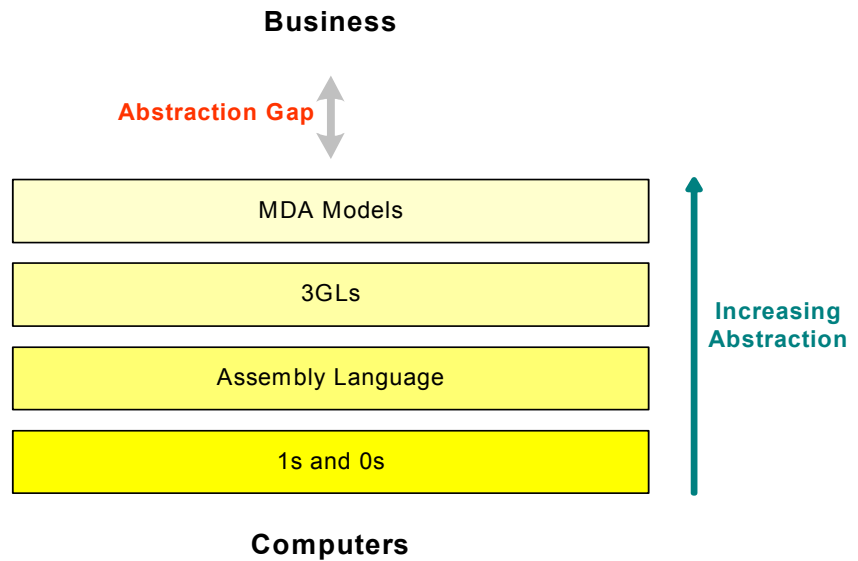 Business
Abstraction Gap
MDA Models
3GLs
Increasing
Abstraction
Assembly Language
1s and 0s
Computers